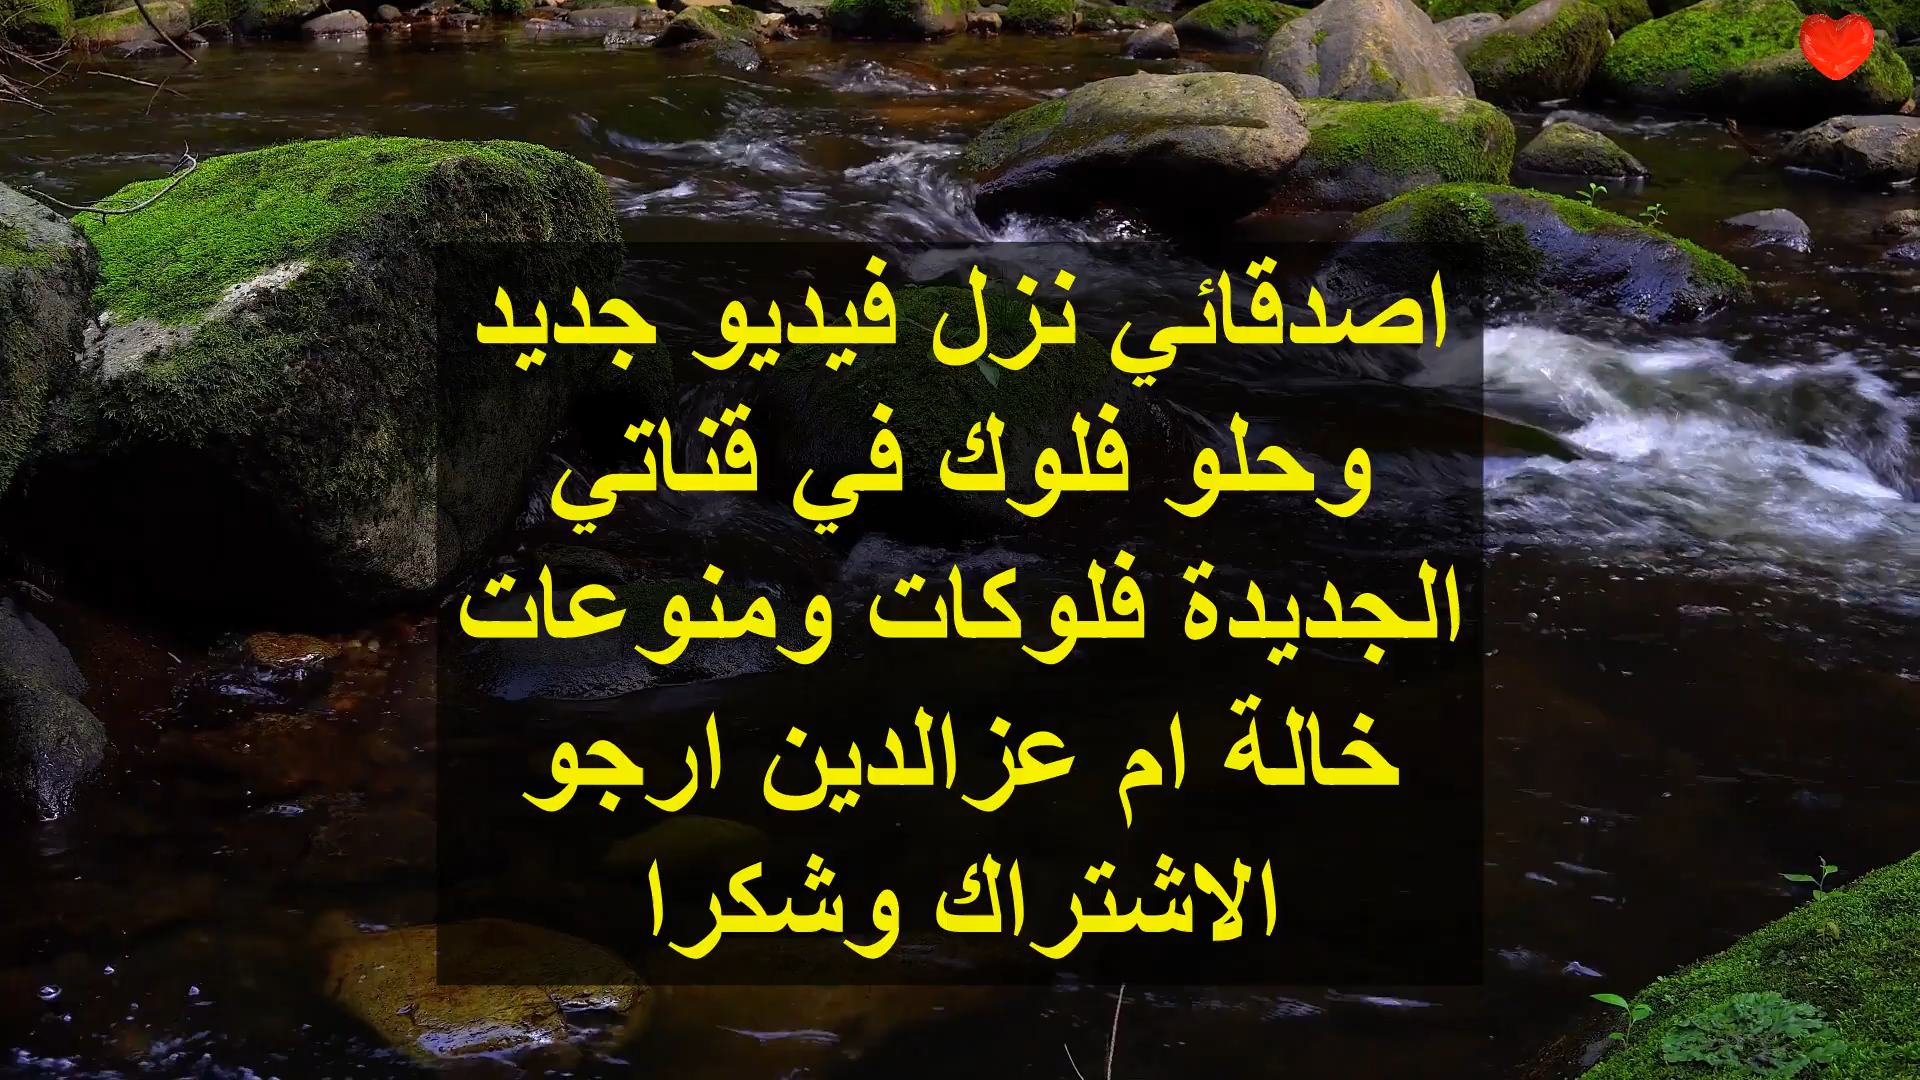 اصدقائي نزل فيديو جديد
وحلو فلوك في قناتي
الجديدة فلوكات ومنوعات
خالة ام عزالدين ارجو
الاشتراك وشكرا